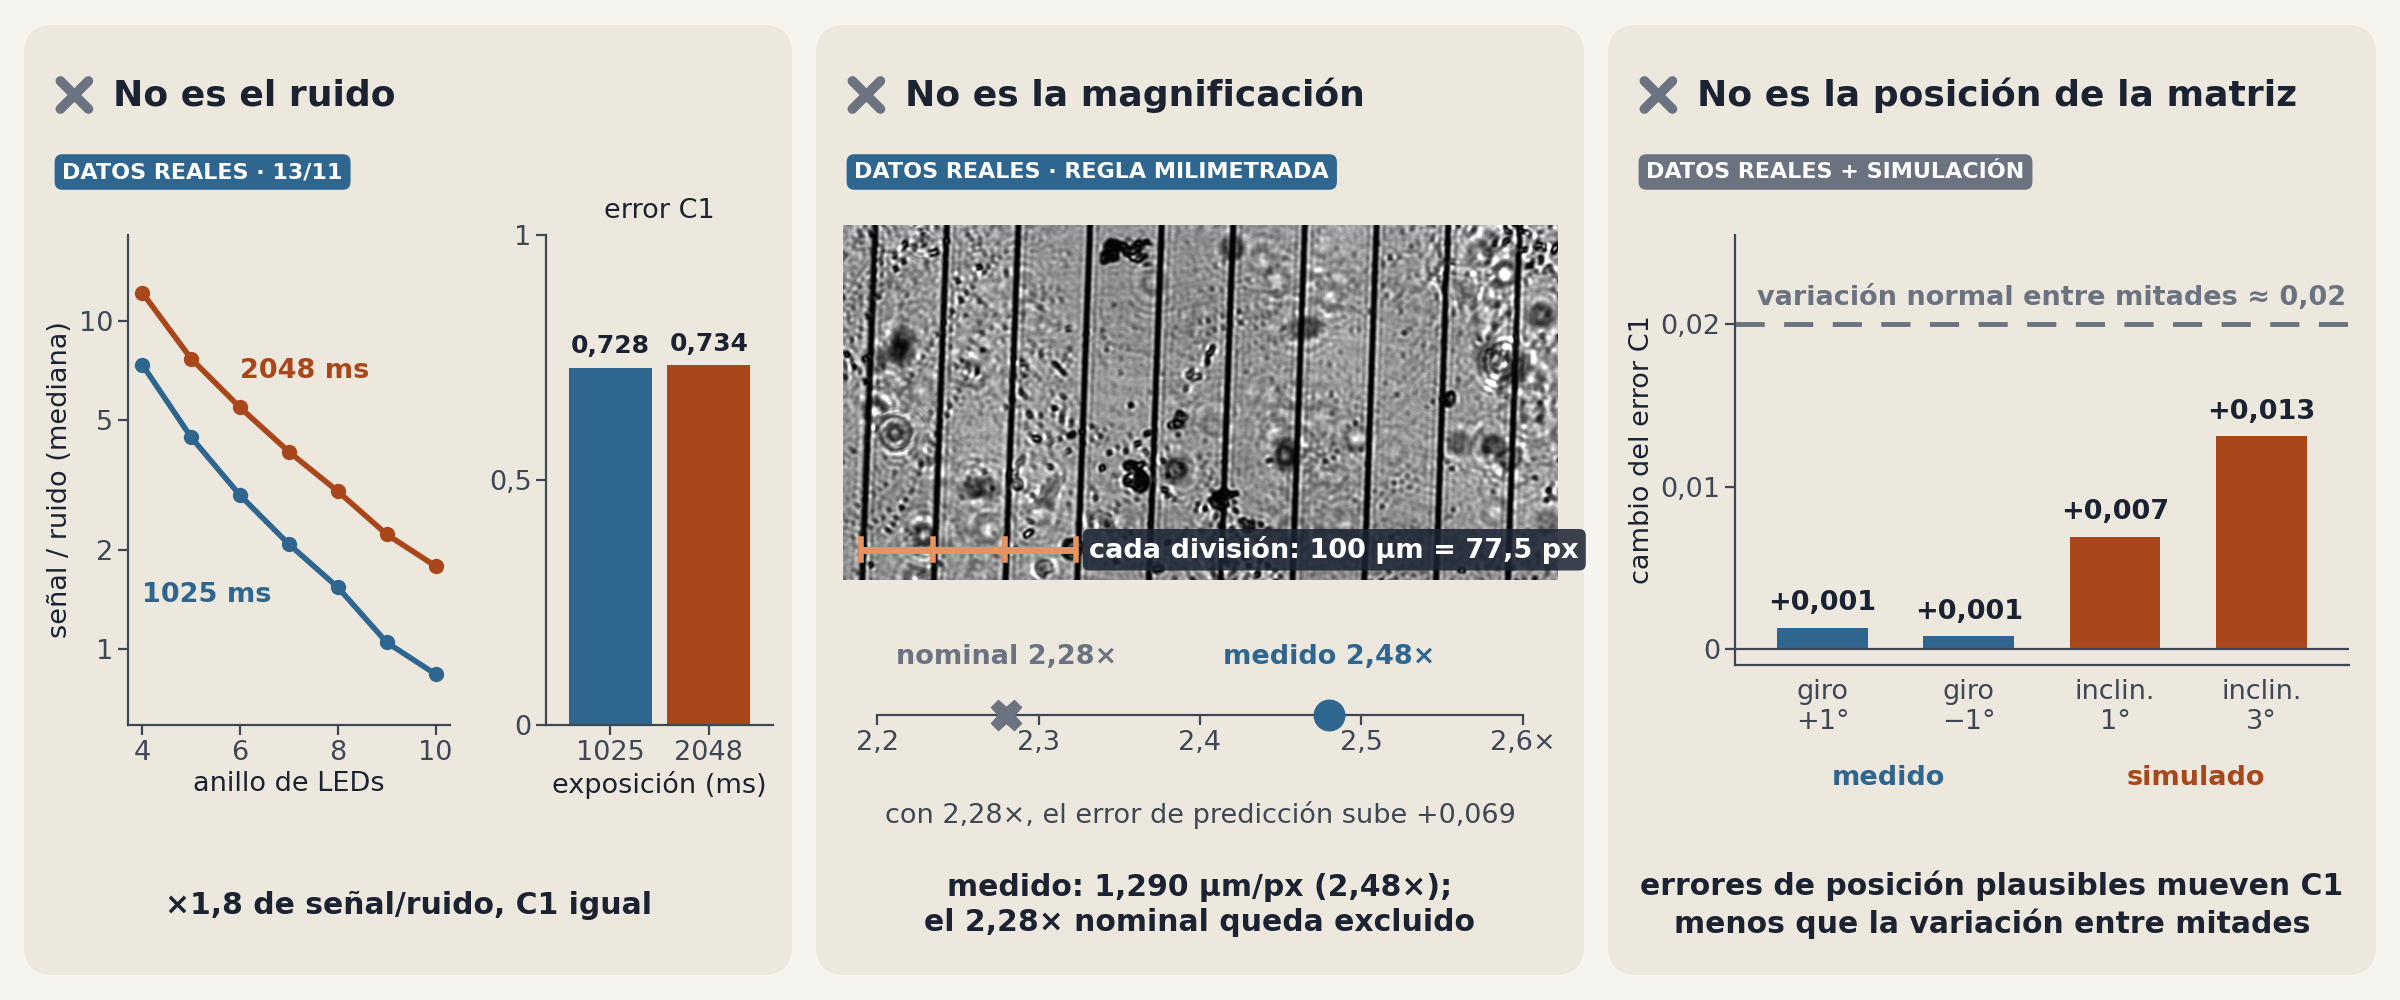 No es el ruido
DATOS REALES · 13/11
error C1
señal / ruido (mediana)
10
5
2
1
2048 ms
1025 ms
4 6 8 10
anillo de LEDs
1
0,5
0
0,728 0,734
1025 2048
exposición (ms)
×1,8 de señal/ruido, C1 igual
No es la magnificación
DATOS REALES · REGLA MILIMETRADA
cada división: 100 µm = 77,5 px
nominal 2,28× medido 2,48×
2,2 2,3 2,4 2,5 2,6×
con 2,28×, el error de predicción sube +0,069
medido: 1,290 µm/px (2,48×);
el 2,28× nominal queda excluido
No es la posición de la matriz
DATOS REALES + SIMULACIÓN
cambio del error C1
variación normal entre mitades ≈ 0,02
0,02
0,01
0
+0,001 +0,001 +0,007 +0,013
giro giro inclin. inclin.
+1° −1° 1° 3°
medido simulado
errores de posición plausibles mueven C1
menos que la variación entre mitades